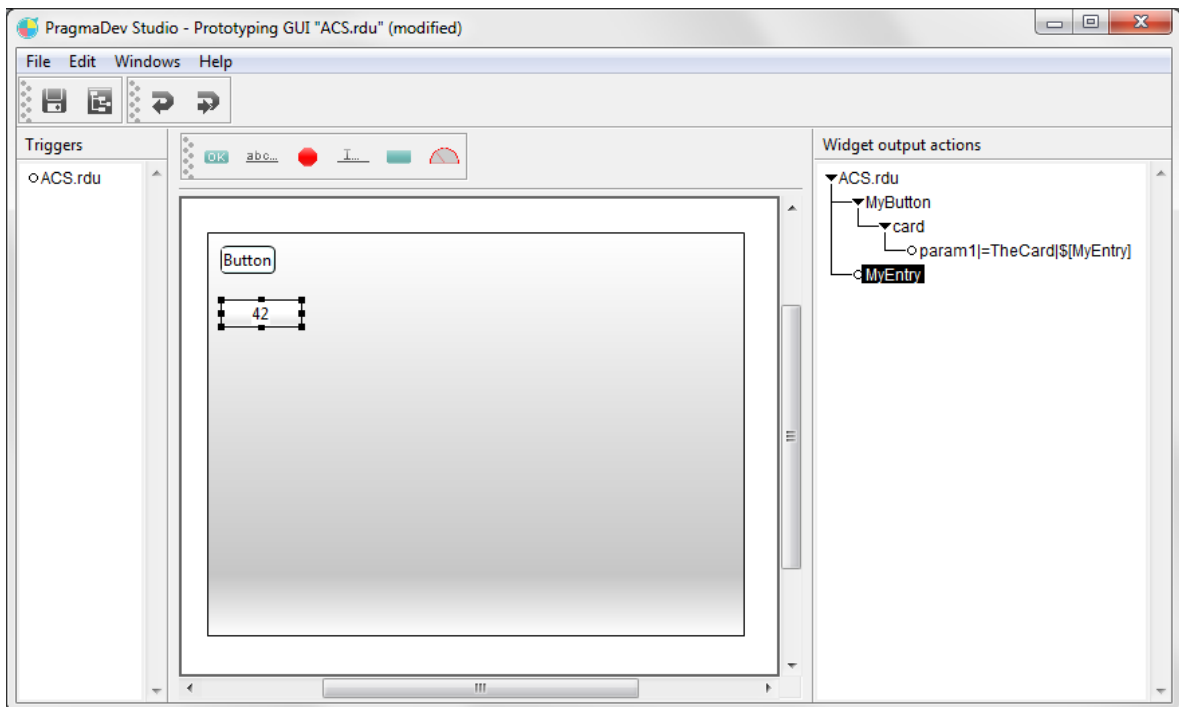 PragmaDev Studio - Prototyping GUI "ACS.rdu" (modified)
File Edit Windows Help
Triggers
ACS.rdu
OK abc... I...
Button
42
Widget output actions
ACS.rdu
MyButton
card
param1|=TheCard|$[MyEntry]
MyEntry